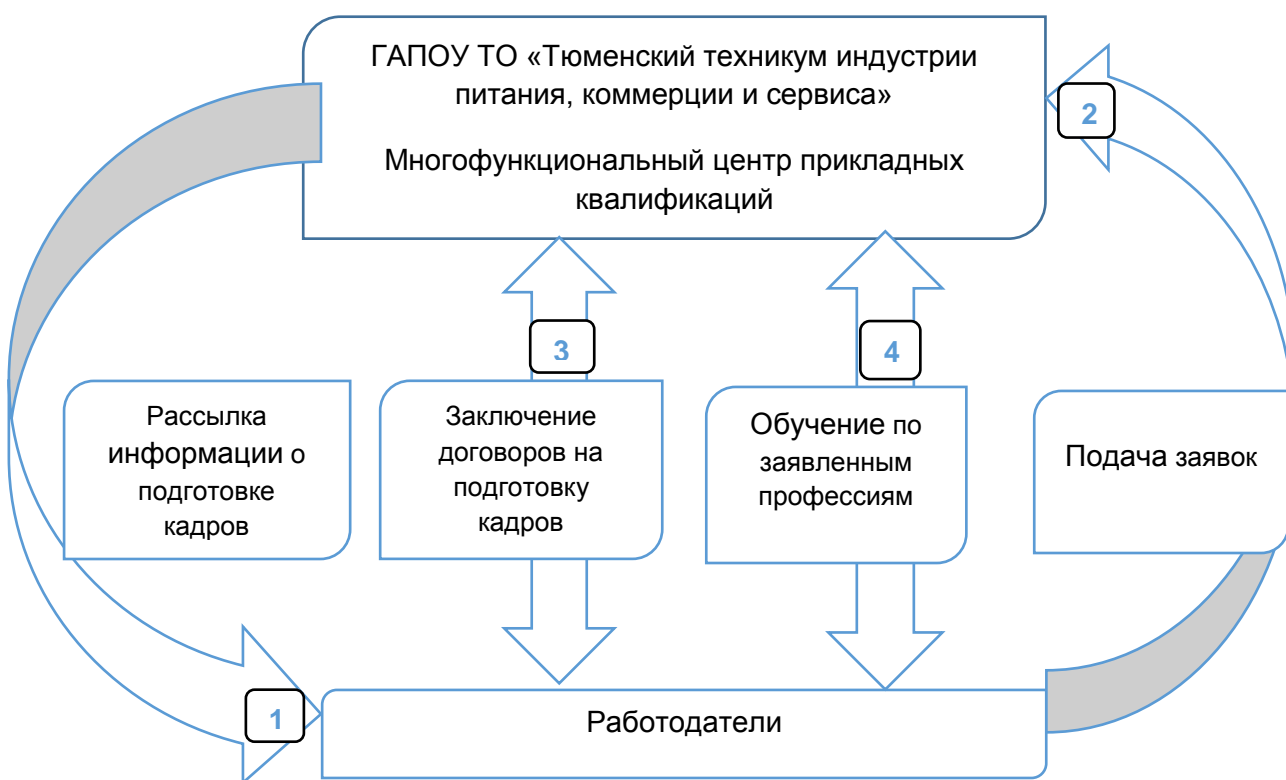 ГАПОУ ТО «Тюменский техникум индустрии
питания, коммерции и сервиса»
Многофункциональный центр прикладных
квалификаций
2
3
4
Рассылка
информации о
подготовке
кадров
Заключение
договоров на
подготовку
кадров
Обучение по
заявленным
профессиям
Подача заявок
1
Работодатели